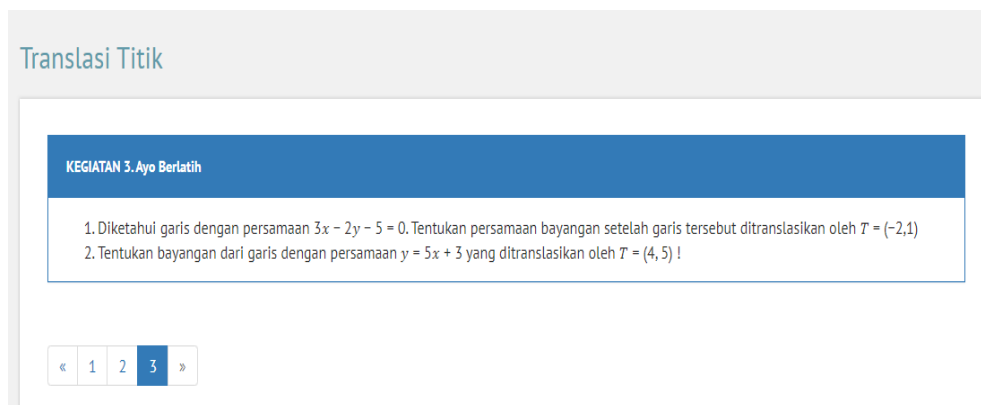 Translasi Titik
KEGIATAN 3. Ayo Berlatih
1. Diketahui garis dengan persamaan 3x − 2y − 5 = 0. Tentukan persamaan bayangan setelah garis tersebut ditranslasikan oleh T = (−2,1)
2. Tentukan bayangan dari garis dengan persamaan y = 5x + 3 yang ditranslasikan oleh T = (4, 5) !
« 1 2 3 »